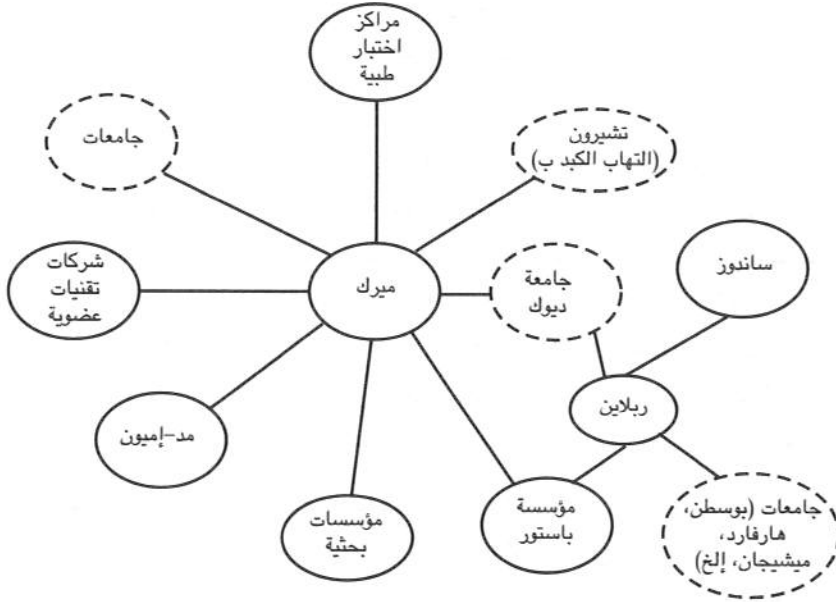 مراكز
اختبار
طبية
جامعات
تشيرون
(التهاب الكبد ب)
شركات
تقنيات
عضوية
ميرك
جامعة
ديوك
ساندوز
مد-إميون
ربلاين
مؤسسات
بحثية
مؤسسة
باستور
جامعات (بوسطن،
هارفارد،
ميشيجان، إلخ)